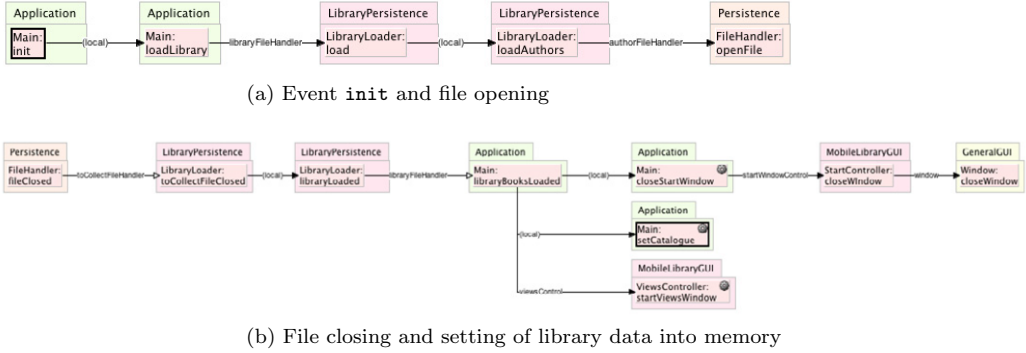 Application
Main:
init
(local)
Application
Main:
loadLibrary
libraryFileHandler
LibraryPersistence
LibraryLoader:
load
(local)
LibraryPersistence
LibraryLoader:
loadAuthors
authorFileHandler
Persistence
FileHandler:
openFile
(a) Event init and file opening
Persistence
FileHandler:
fileClosed
toCollectFileHandler
LibraryPersistence
LibraryLoader:
toCollectFileClosed
(local)
LibraryPersistence
LibraryLoader:
libraryLoaded
libraryFileHandler
Application
Main:
libraryBooksLoaded
(local)
Application
Main:
closeStartWindow
startWindowControl
MobileLibraryGUI
StartController:
closeWindow
window
GeneralGUI
Window:
closeWindow
(local)
Application
Main:
setCatalogue
viewsControl
MobileLibraryGUI
ViewsController:
startViewsWindow
(b) File closing and setting of library data into memory